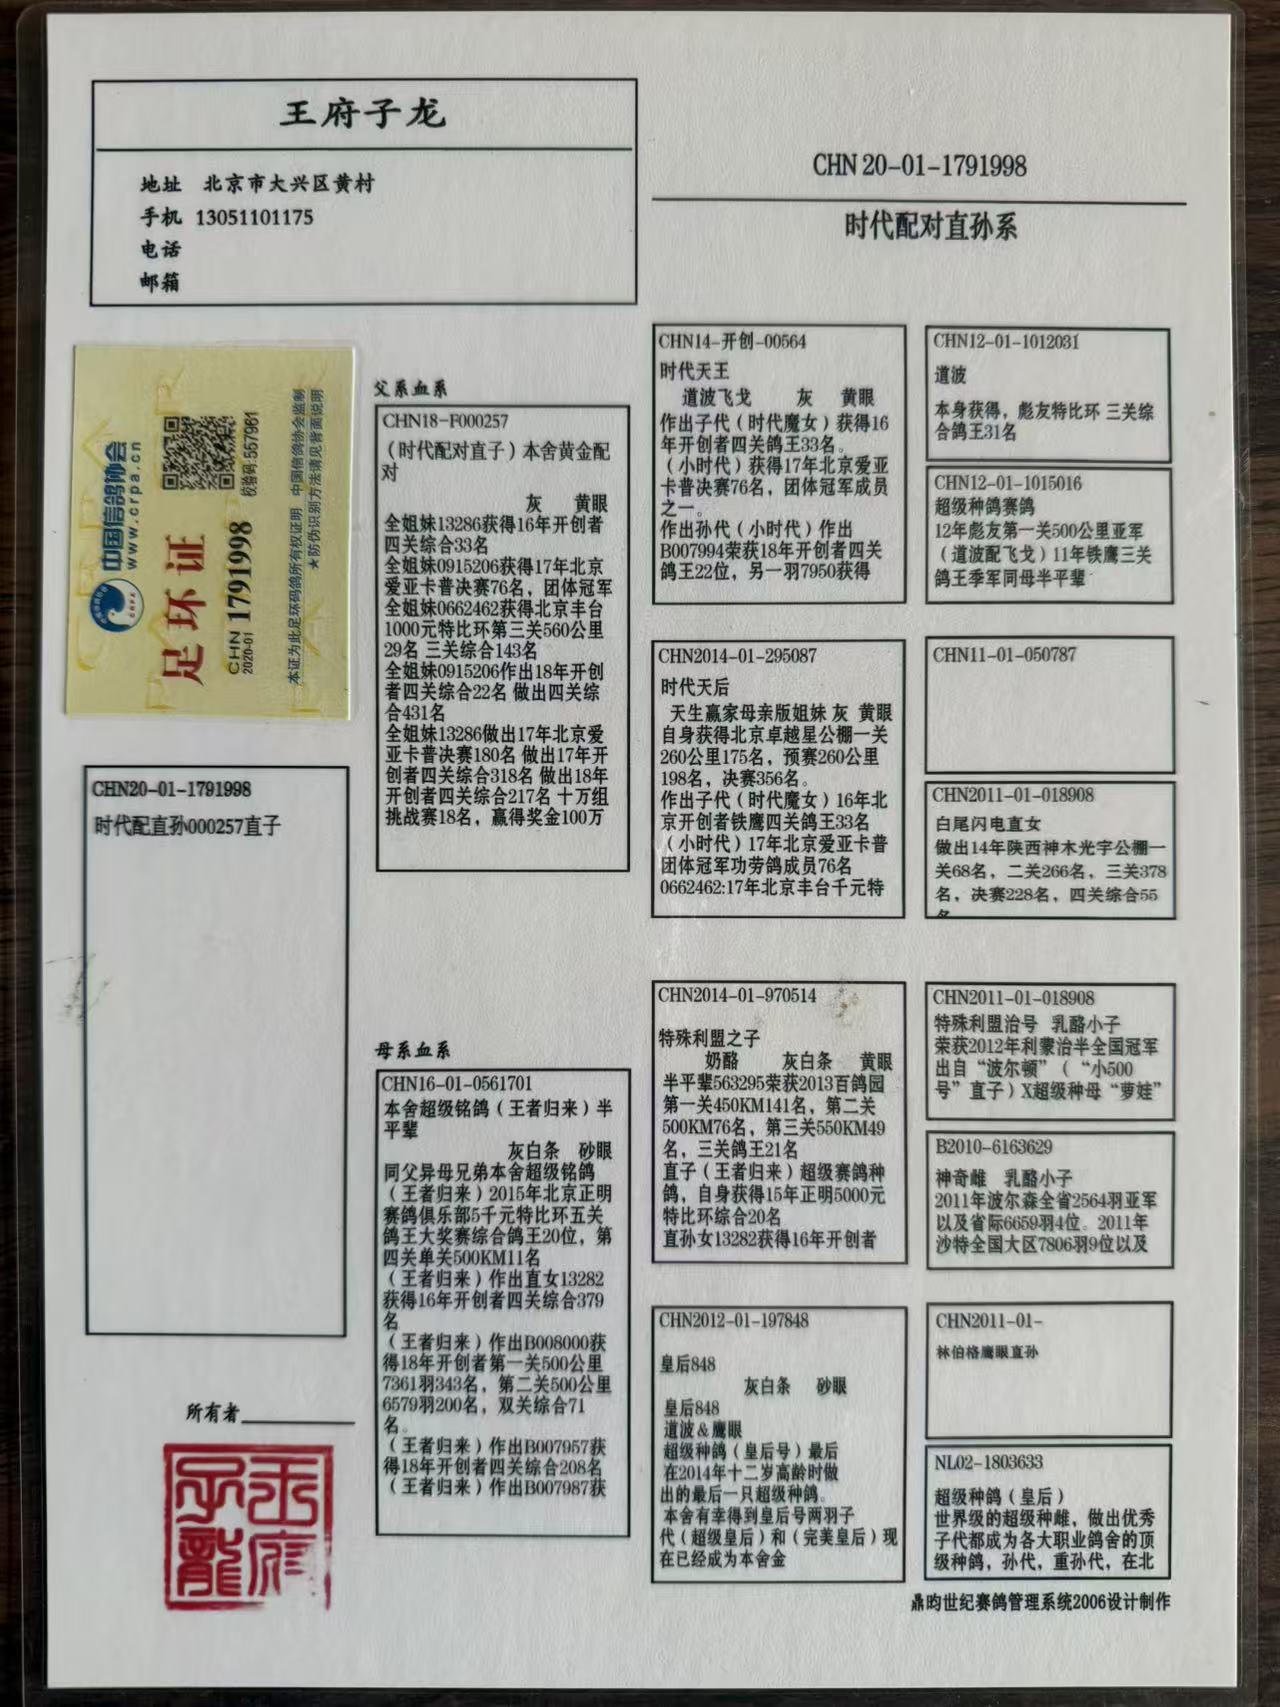 王府子龙
地址 北京市大兴区黄村
手机 13051101175
电话
邮箱
CHN 20-01-1791998
时代配对直孙系
中国信鸽协会
www.crpa.cn
CRPA
足环证
CHN 1791998
2020-01
校验码:557961
本证为此足环码鸽所有权证明 中国信鸽协会监制
★防伪识别方法请见背面说明
CHN20-01-1791998
时代配直孙000257直子
所有者
王府子龍
父系血系
CHN18-F000257
（时代配对直子）本舍黄金配
对
灰 黄眼
全姐妹13286获得16年开创者
四关综合33名
全姐妹0915206获得17年北京
爱亚卡普决赛76名，团体冠军
全姐妹0662462获得北京丰台
1000元特比环第三关560公里
29名 三关综合143名
全姐妹0915206作出18年开创
者四关综合22名 做出四关综
合431名
全姐妹13286做出17年北京爱
亚卡普决赛180名 做出17年开
创者四关综合318名 做出18年
开创者四关综合217名 十万组
挑战赛18名，赢得奖金100万
母系血系
CHN16-01-0561701
本舍超级铭鸽（王者归来）半
平辈
灰白条 砂眼
同父异母兄弟本舍超级铭鸽
（王者归来）2015年北京正明
赛鸽俱乐部5千元特比环五关
鸽王大奖赛综合鸽王20位，第
四关单关500KM11名
（王者归来）作出直女13282
获得16年开创者四关综合379
名
（王者归来）作出B008000获
得18年开创者第一关500公里
7361羽343名，第二关500公里
6579羽200名，双关综合71
名。
（王者归来）作出B007957获
得18年开创者四关综合208名
（王者归来）作出B007987获
CHN14-开创-00564
时代天王
道波飞戈 灰 黄眼
作出子代（时代魔女）获得16
年开创者四关鸽王33名。
（小时代）获得17年北京爱亚
卡普决赛76名，团体冠军成员
之一。
作出孙代（小时代）作出
B007994荣获18年开创者四关
鸽王22位，另一羽7950获得
CHN2014-01-295087
时代天后
天生赢家母亲版姐妹 灰 黄眼
自身获得北京卓越星公棚一关
260公里175名，预赛260公里
198名，决赛356名。
作出子代（时代魔女）16年北
京开创者铁鹰四关鸽王33名
（小时代）17年北京爱亚卡普
团体冠军功劳鸽成员76名
0662462:17年北京丰台千元特
CHN2014-01-970514
特殊利盟之子
奶酪 灰白条 黄眼
半平辈563295荣获2013百鸽园
第一关450KM141名，第二关
500KM76名，第三关550KM49
名，三关鸽王21名
直子（王者归来）超级赛鸽种
鸽，自身获得15年正明5000元
特比环综合20名
直孙女13282获得16年开创者
CHN2012-01-197848
皇后848
灰白条 砂眼
皇后848
道波&鹰眼
超级种鸽（皇后号）最后
在2014年十二岁高龄时做
出的最后一只超级种鸽。
本舍有幸得到皇后号两羽子
代（超级皇后）和（完美皇后）现
在已经成为本舍金
CHN12-01-1012031
道波
本身获得，彪友特比环 三关综
合鸽王31名
CHN12-01-1015016
超级种鸽赛鸽
12年彪友第一关500公里亚军
（道波配飞戈）11年铁鹰三关
鸽王季军同母半平辈
CHN11-01-050787
CHN2011-01-018908
白尾闪电直女
做出14年陕西神木光宇公棚一
关68名，二关266名，三关378
名，决赛228名，四关综合55
名
CHN2011-01-018908
特殊利盟治号 乳酪小子
荣获2012年利蒙治半全国冠军
出自“波尔顿”（“小500
号”直子）X超级种母“萝娃”
B2010-6163629
神奇雌 乳酪小子
2011年波尔森全省2564羽亚军
以及省际6659羽4位。2011年
沙特全国大区7806羽9位以及
CHN2011-01-
林伯格鹰眼直孙
NL02-1803633
超级种鸽（皇后）
世界级的超级种雌，做出优秀
子代都成为各大职业鸽舍的顶
级种鸽，孙代，重孙代，在北
鼎昀世纪赛鸽管理系统2006设计制作